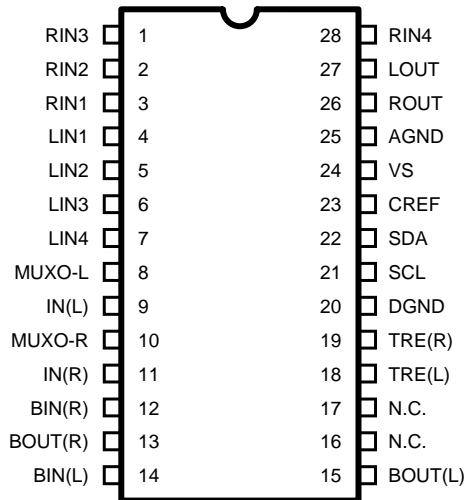 RIN3 1 28 RIN4
RIN2 2 27 LOUT
RIN1 3 26 ROUT
LIN1 4 25 AGND
LIN2 5 24 VS
LIN3 6 23 CREF
LIN4 7 22 SDA
MUXO-L 8 21 SCL
IN(L) 9 20 DGND
MUXO-R 10 19 TRE(R)
IN(R) 11 18 TRE(L)
BIN(R) 12 17 N.C.
BOUT(R) 13 16 N.C.
BIN(L) 14 15 BOUT(L)